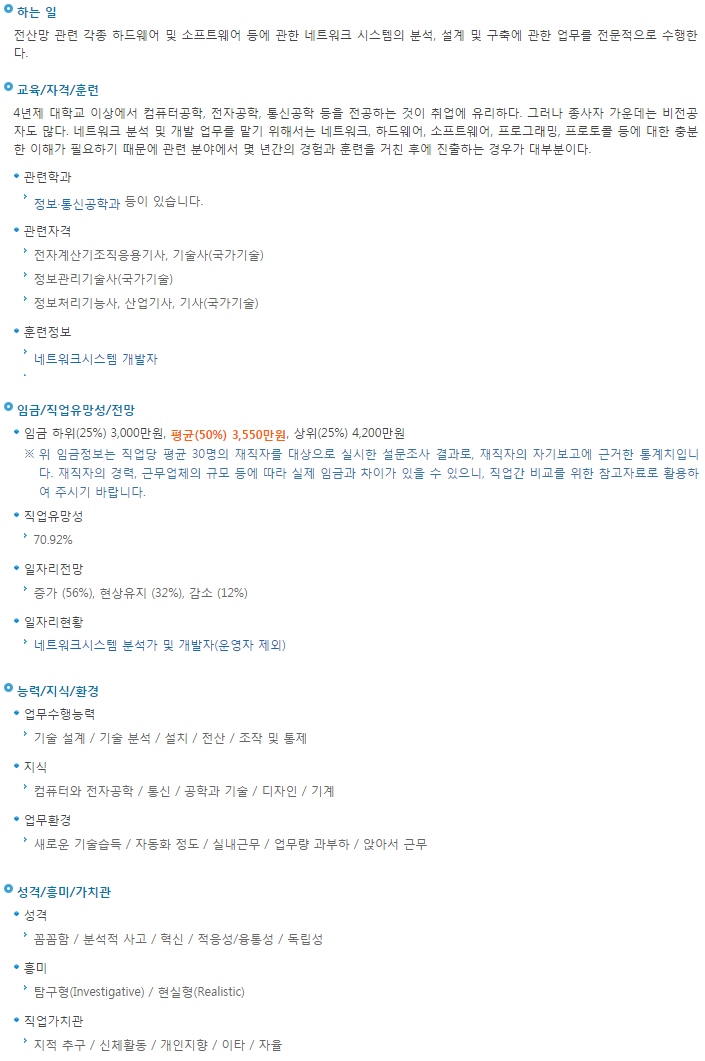 하는 일
전산망 관련 각종 하드웨어 및 소프트웨어 등에 관한 네트워크 시스템의 분석, 설계 및 구축에 관한 업무를 전문적으로 수행한
다.
교육/자격/훈련
4년제 대학교 이상에서 컴퓨터공학, 전자공학, 통신공학 등을 전공하는 것이 취업에 유리하다. 그러나 종사자 가운데는 비전공
자도 많다. 네트워크 분석 및 개발 업무를 맡기 위해서는 네트워크, 하드웨어, 소프트웨어, 프로그래밍, 프로토콜 등에 대한 충분
한 이해가 필요하기 때문에 관련 분야에서 몇 년간의 경험과 훈련을 거친 후에 진출하는 경우가 대부분이다.
관련학과
정보·통신공학과 등이 있습니다.
관련자격
전자계산기조직응용기사, 기술사(국가기술)
정보관리기술사(국가기술)
정보처리기능사, 산업기사, 기사(국가기술)
훈련정보
네트워크시스템 개발자
임금/직업유망성/전망
임금 하위(25%) 3,000만원, 평균(50%) 3,550만원, 상위(25%) 4,200만원
※ 위 임금정보는 직업당 평균 30명의 재직자를 대상으로 실시한 설문조사 결과로, 재직자의 자기보고에 근거한 통계치입니
다. 재직자의 경력, 근무업체의 규모 등에 따라 실제 임금과 차이가 있을 수 있으니, 직업간 비교를 위한 참고자료로 활용하
여 주시기 바랍니다.
직업유망성
70.92%
일자리전망
증가 (56%), 현상유지 (32%), 감소 (12%)
일자리현황
네트워크시스템 분석가 및 개발자(운영자 제외)
능력/지식/환경
업무수행능력
기술 설계 / 기술 분석 / 설치 / 전산 / 조작 및 통제
지식
컴퓨터와 전자공학 / 통신 / 공학과 기술 / 디자인 / 기계
업무환경
새로운 기술습득 / 자동화 정도 / 실내근무 / 업무량 과부하 / 앉아서 근무
성격/흥미/가치관
성격
꼼꼼함 / 분석적 사고 / 혁신 / 적응성/융통성 / 독립성
흥미
탐구형(Investigative) / 현실형(Realistic)
직업가치관
지적 추구 / 신체활동 / 개인지향 / 이타 / 자율